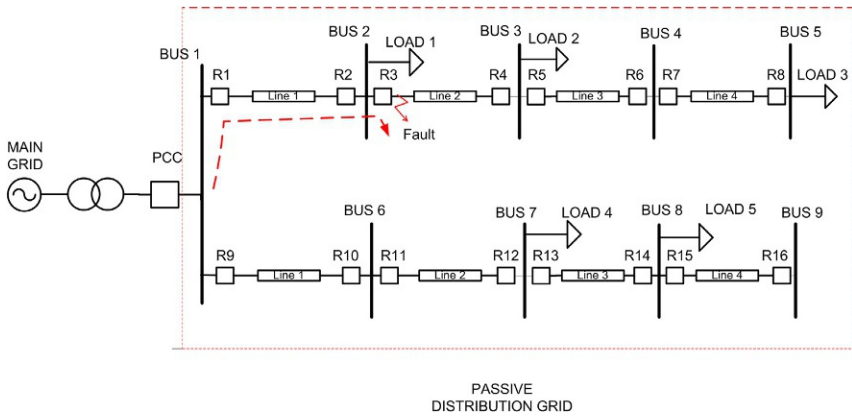 BUS 1
BUS 2
LOAD 1
BUS 3
LOAD 2
BUS 4
BUS 5
R1
R2
R3
R4
R5
R6
R7
R8
LOAD 3
Line 1
Line 2
Line 3
Line 4
Fault
MAIN
GRID
PCC
BUS 6
BUS 7
LOAD 4
BUS 8
LOAD 5
BUS 9
R9
R10
R11
R12
R13
R14
R15
R16
Line 1
Line 2
Line 3
Line 4
PASSIVE
DISTRIBUTION GRID